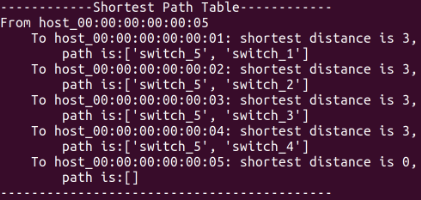 ------------Shortest Path Table------------
From host_00:00:00:00:00:05
    To host_00:00:00:00:00:01: shortest distance is 3,
        path is:['switch_5', 'switch_1']
    To host_00:00:00:00:00:02: shortest distance is 3,
        path is:['switch_5', 'switch_2']
    To host_00:00:00:00:00:03: shortest distance is 3,
        path is:['switch_5', 'switch_3']
    To host_00:00:00:00:00:04: shortest distance is 3,
        path is:['switch_5', 'switch_4']
    To host_00:00:00:00:00:05: shortest distance is 0,
        path is:[]
-------------------------------------------